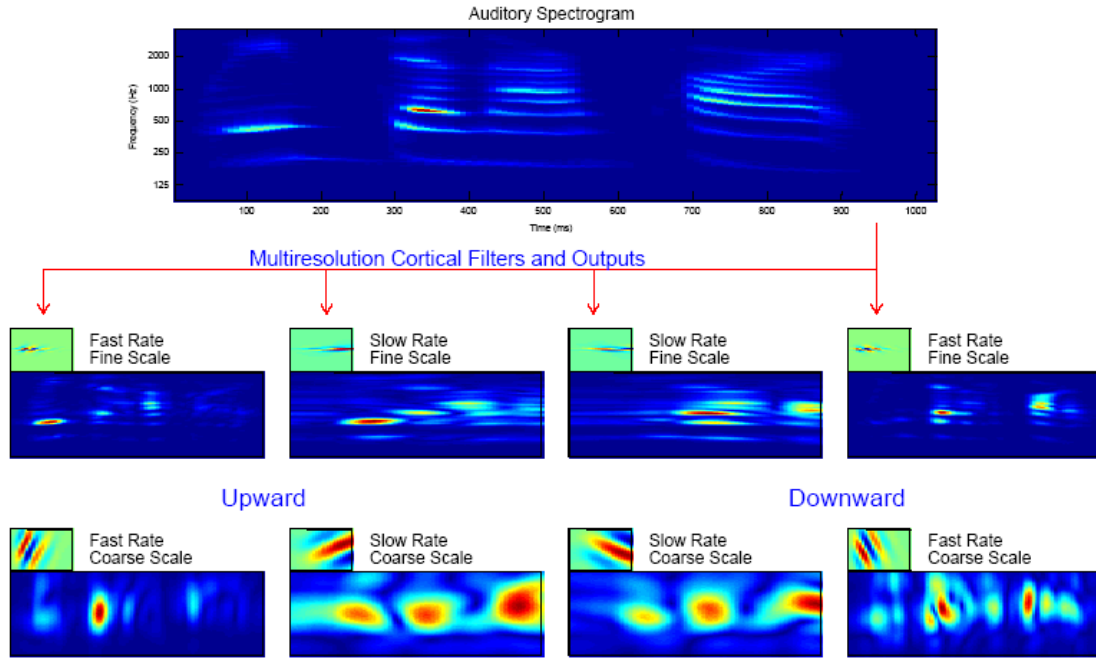 Auditory Spectrogram
Frequency (Hz)
2000
1000
500
250
125
100 200 300 400 500 600 700 800 900 1000
Time (ms)
Multiresolution Cortical Filters and Outputs
Fast Rate
Fine Scale
Slow Rate
Fine Scale
Slow Rate
Fine Scale
Fast Rate
Fine Scale
Upward
Downward
Fast Rate
Coarse Scale
Slow Rate
Coarse Scale
Slow Rate
Coarse Scale
Fast Rate
Coarse Scale